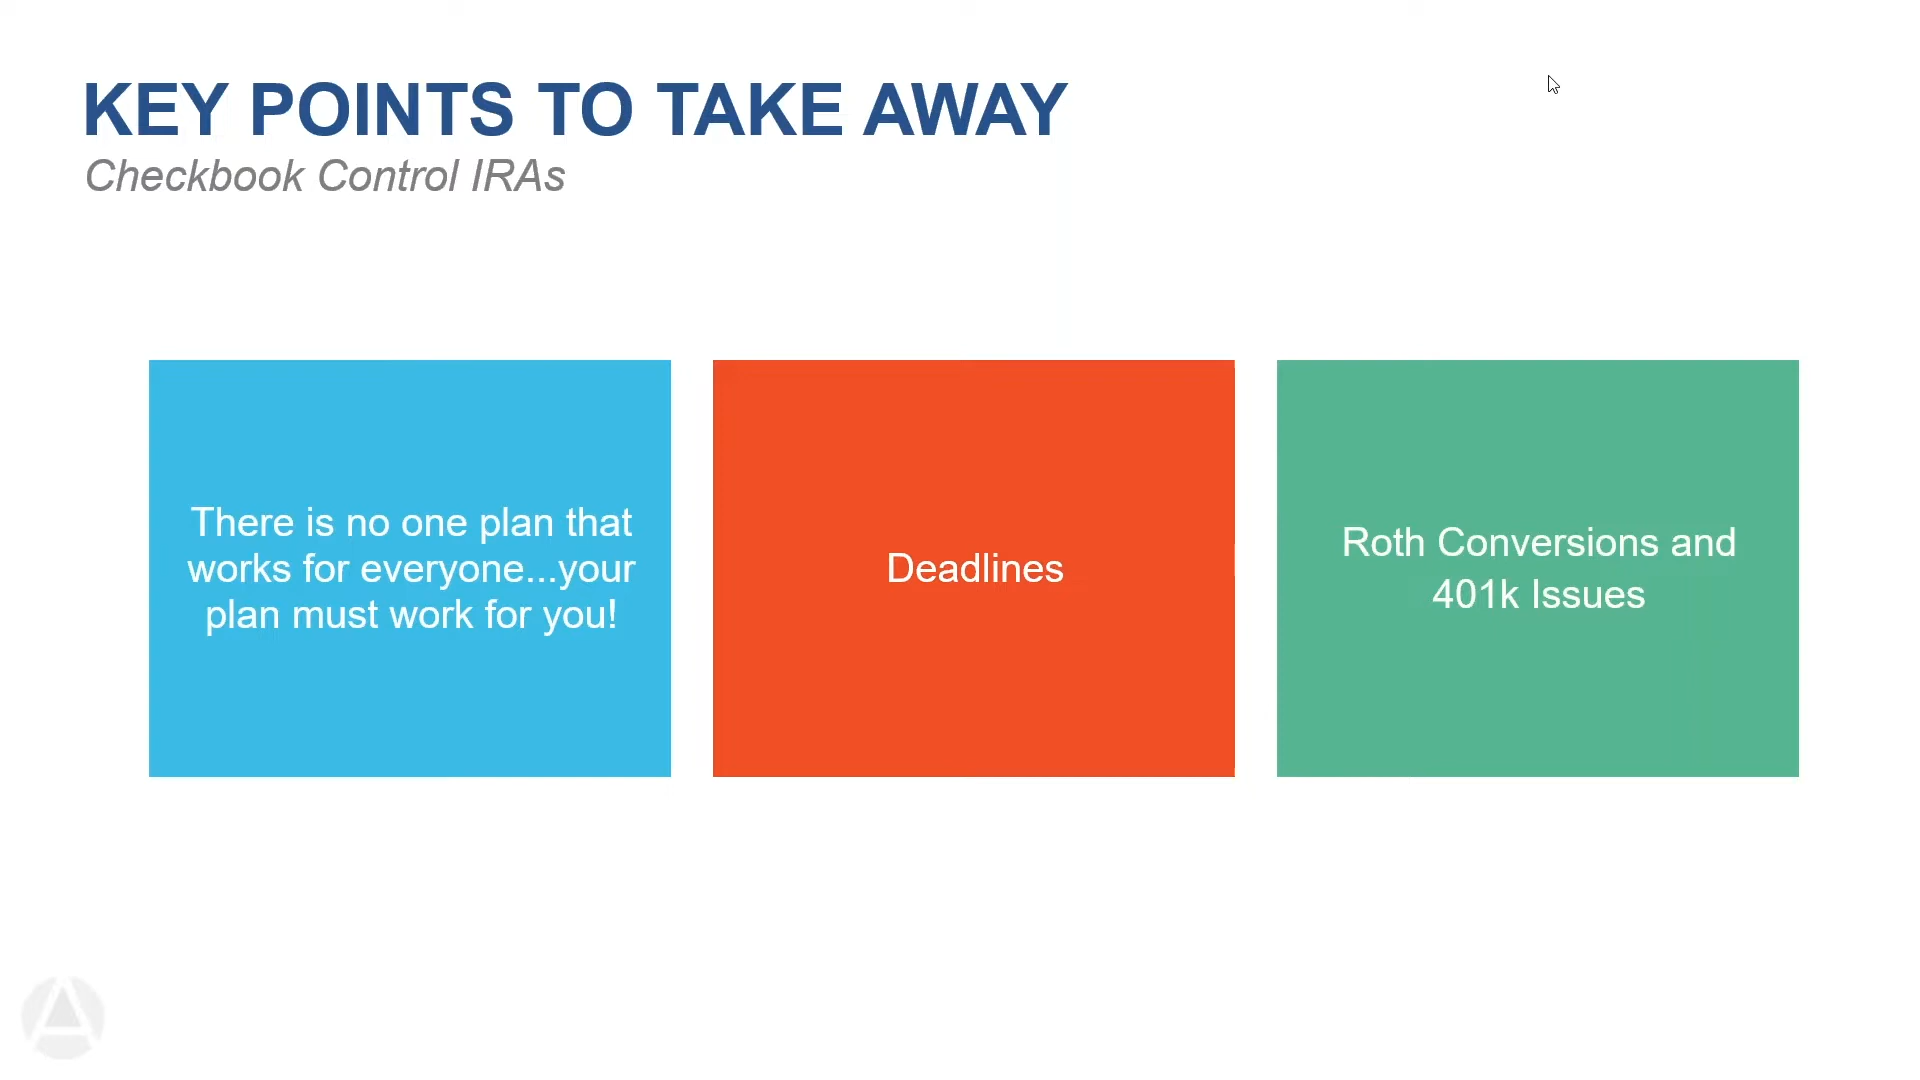 KEY POINTS TO TAKE AWAY
Checkbook Control IRAs
There is no one plan that
works for everyone...your
plan must work for you!
Deadlines
Roth Conversions and
401k Issues